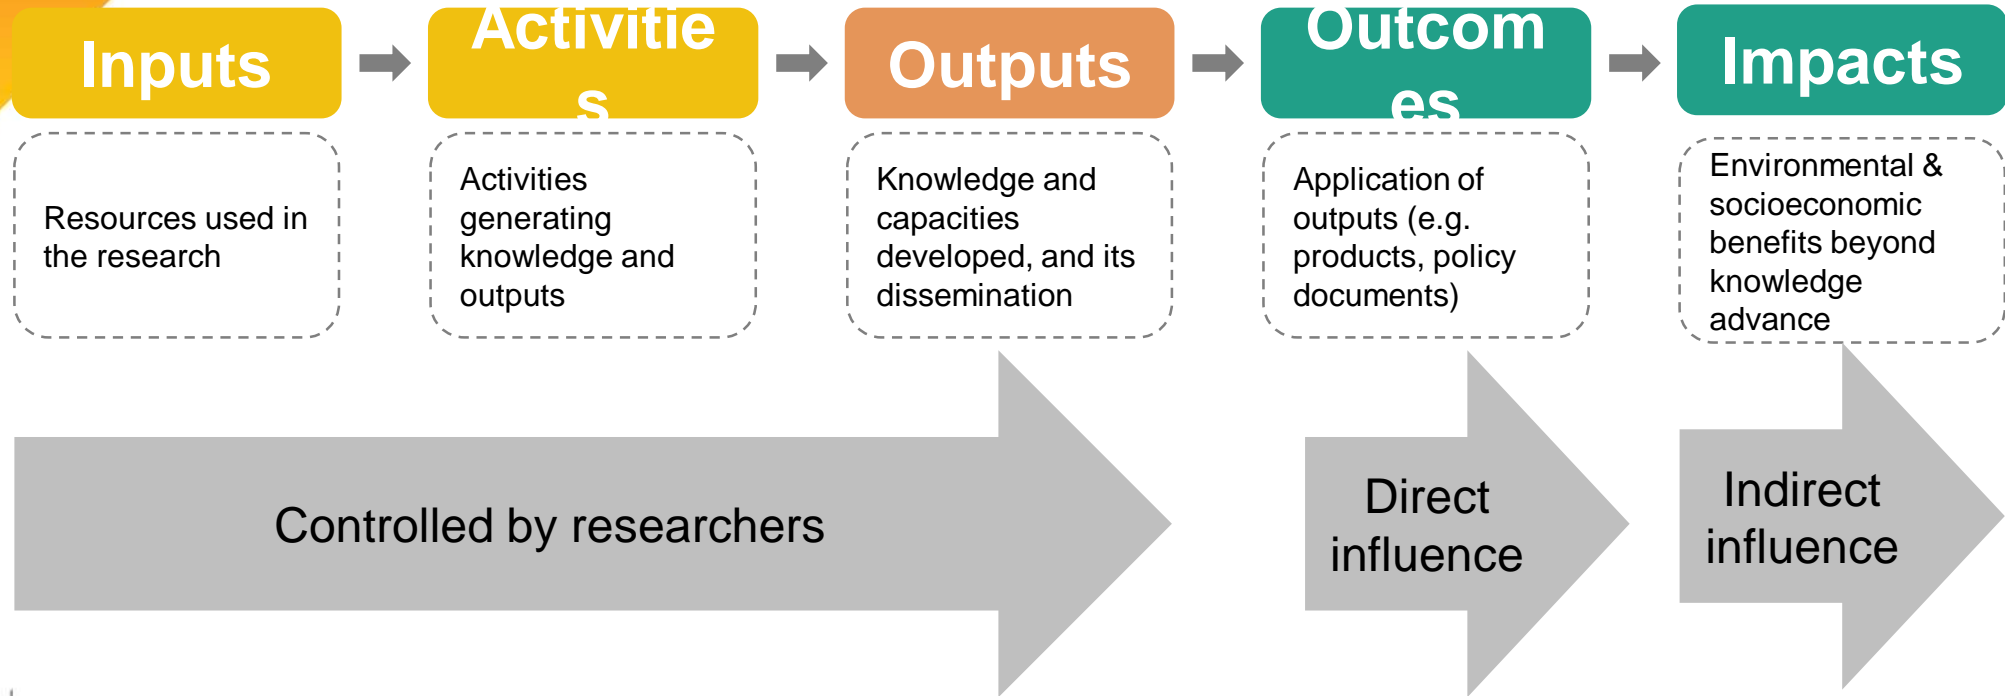 Inputs
Activitie
s
Outputs
Outcom
es
Impacts
Resources used in
the research
Activities
generating
knowledge and
outputs
Knowledge and
capacities
developed, and its
dissemination
Application of
outputs (e.g.
products, policy
documents)
Environmental &
socioeconomic
benefits beyond
knowledge
advance
Controlled by researchers
Direct
influence
Indirect
influence